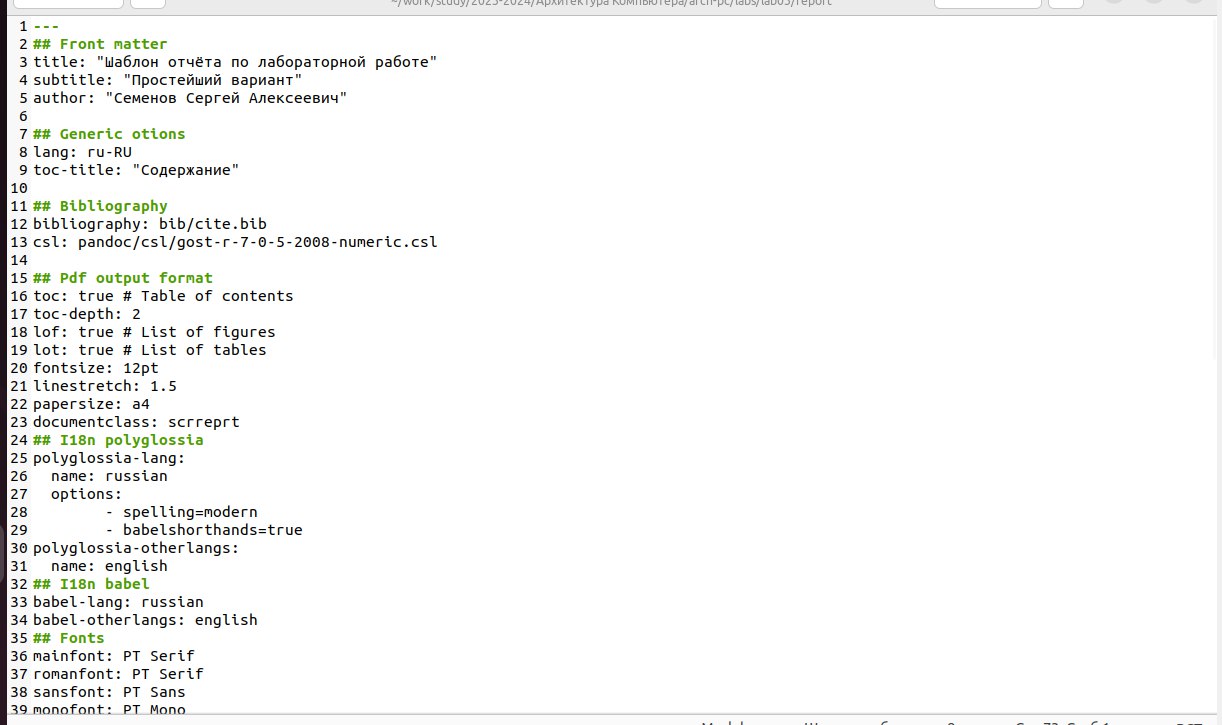 ~/work/study/2023-2024/Архитектура компьютера/arch-pc/labs/lab03/report
1 ---
2 ## Front matter
3 title: "Шаблон отчёта по лабораторной работе"
4 subtitle: "Простейший вариант"
5 author: "Семенов Сергей Алексеевич"
6
7 ## Generic otions
8 lang: ru-RU
9 toc-title: "Содержание"
10
11 ## Bibliography
12 bibliography: bib/cite.bib
13 csl: pandoc/csl/gost-r-7-0-5-2008-numeric.csl
14
15 ## Pdf output format
16 toc: true # Table of contents
17 toc-depth: 2
18 lof: true # List of figures
19 lot: true # List of tables
20 fontsize: 12pt
21 linestretch: 1.5
22 papersize: a4
23 documentclass: scrreprt
24 ## I18n polyglossia
25 polyglossia-lang:
26   name: russian
27   options:
28         - spelling=modern
29         - babelshorthands=true
30 polyglossia-otherlangs:
31   name: english
32 ## I18n babel
33 babel-lang: russian
34 babel-otherlangs: english
35 ## Fonts
36 mainfont: PT Serif
37 romanfont: PT Serif
38 sansfont: PT Sans
39 monofont: PT Mono